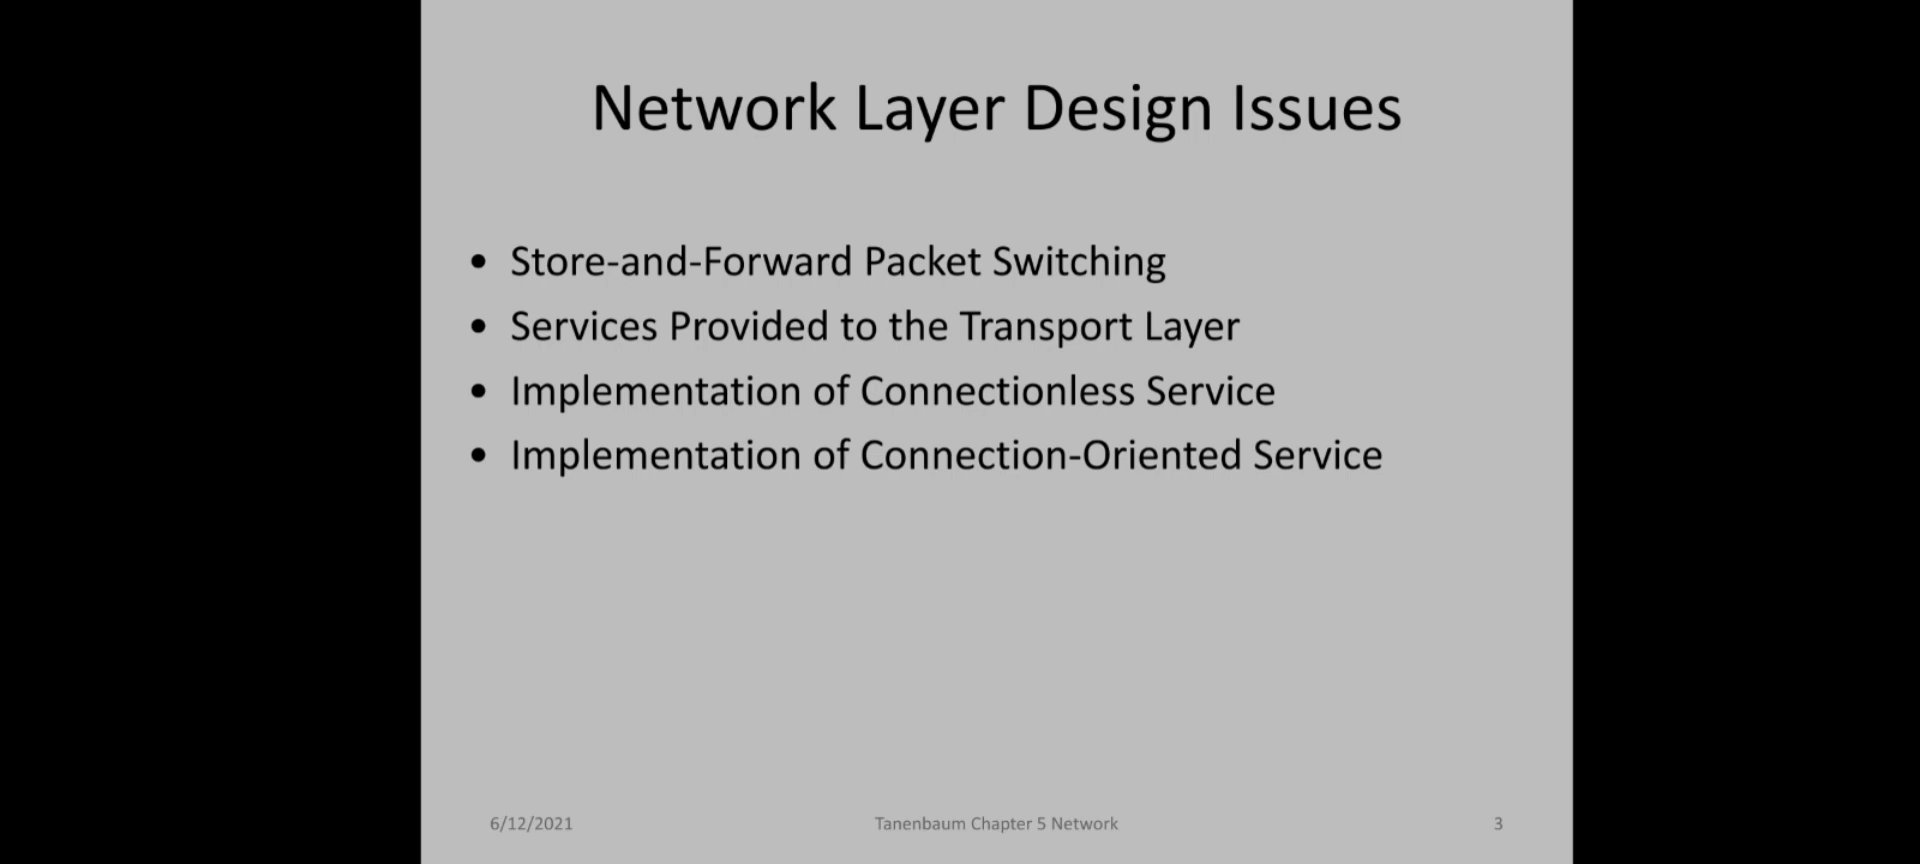 Network Layer Design Issues
• Store-and-Forward Packet Switching
• Services Provided to the Transport Layer
• Implementation of Connectionless Service
• Implementation of Connection-Oriented Service
6/12/2021
Tanenbaum Chapter 5 Network
3